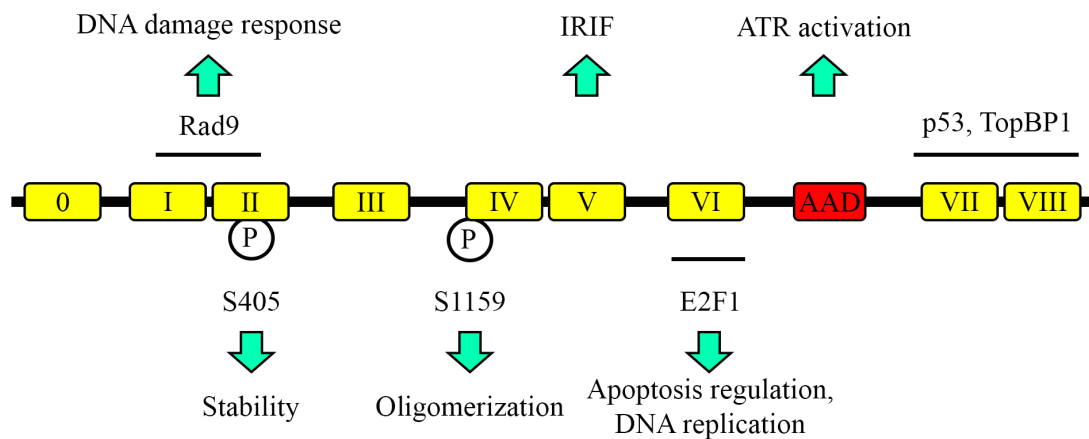 DNA damage response
IRIF
ATR activation
Rad9
p53, TopBP1
0
I
II
III
IV
V
VI
AAD
VII
VIII
P
P
S405
S1159
E2F1
Stability
Oligomerization
Apoptosis regulation,
DNA replication